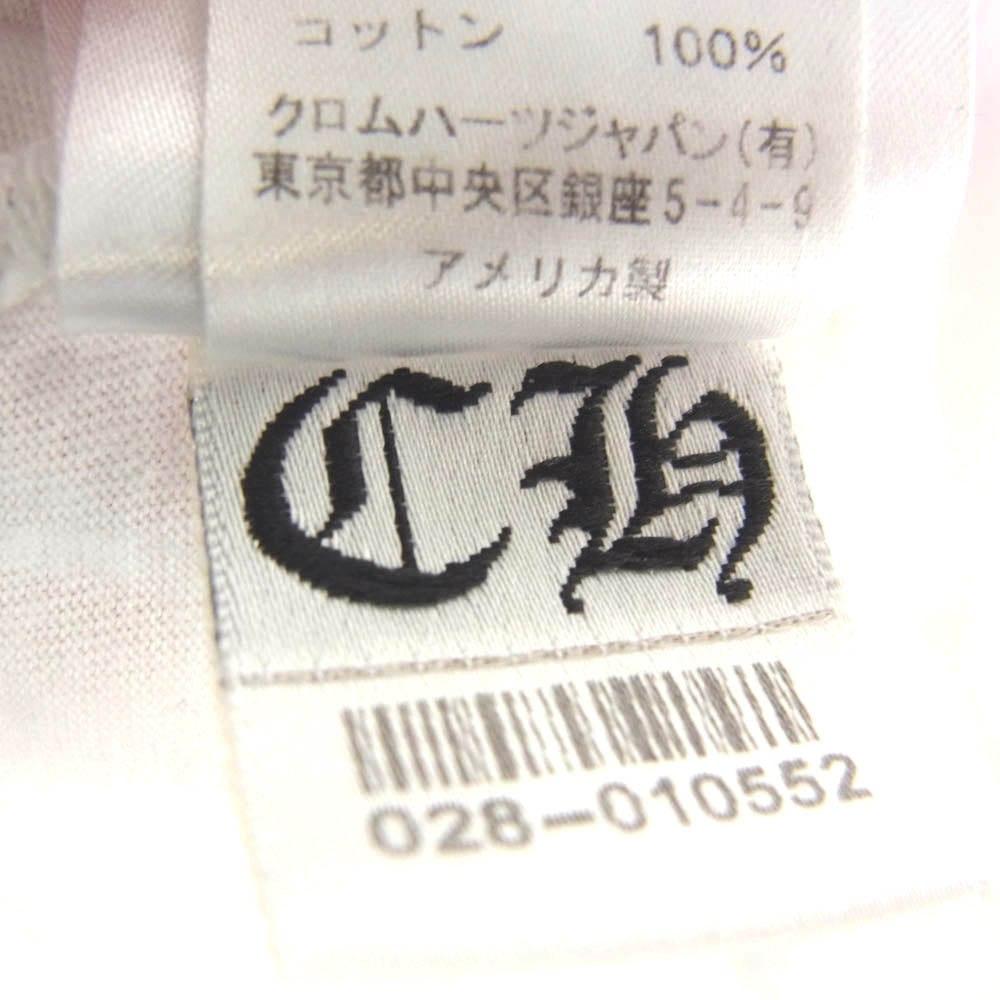 コットン 100%
クロムハーツジャパン(有)
東京都中央区銀座5-4-9
アメリカ製
CH
028-010552